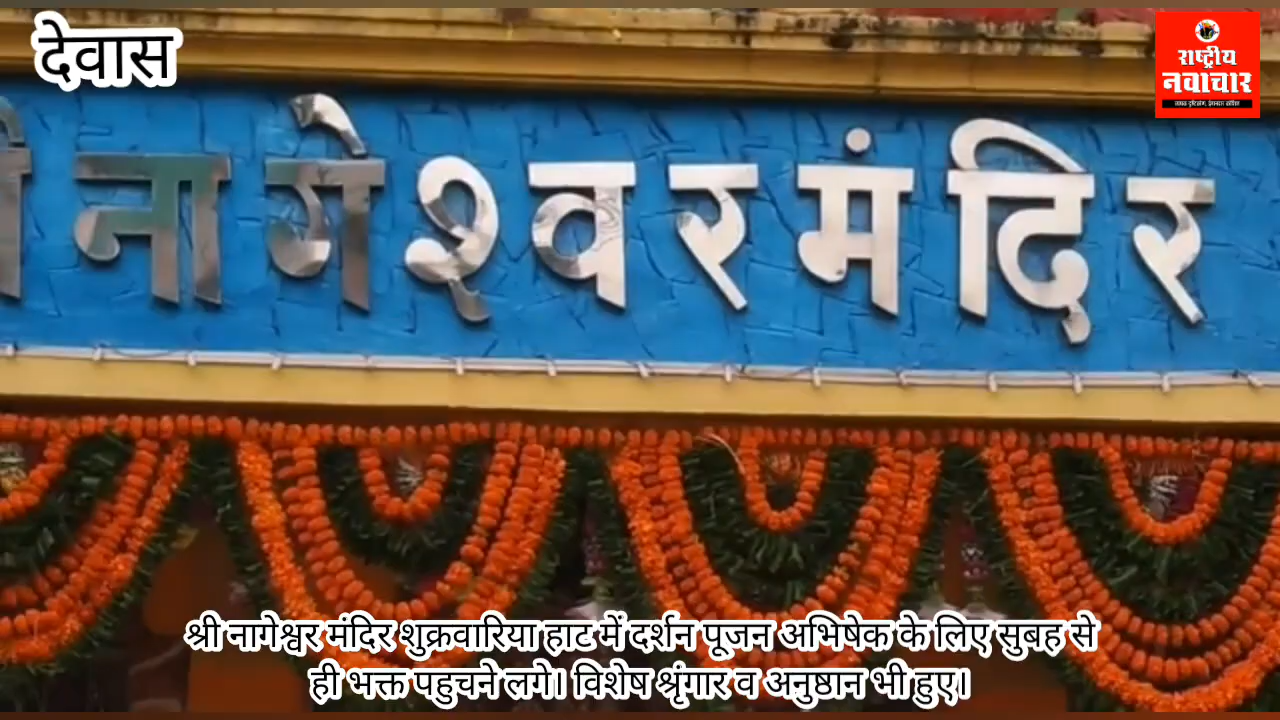 देवास
राष्ट्रीय
नवाचार
श्री नागेश्वर मंदिर
श्री नागेश्वर मंदिर शुक्रवारिया हाट में दर्शन पूजन अभिषेक के लिए सुबह से
ही भक्त पहुचने लगे। विशेष श्रृंगार व अनुष्ठान भी हुए।